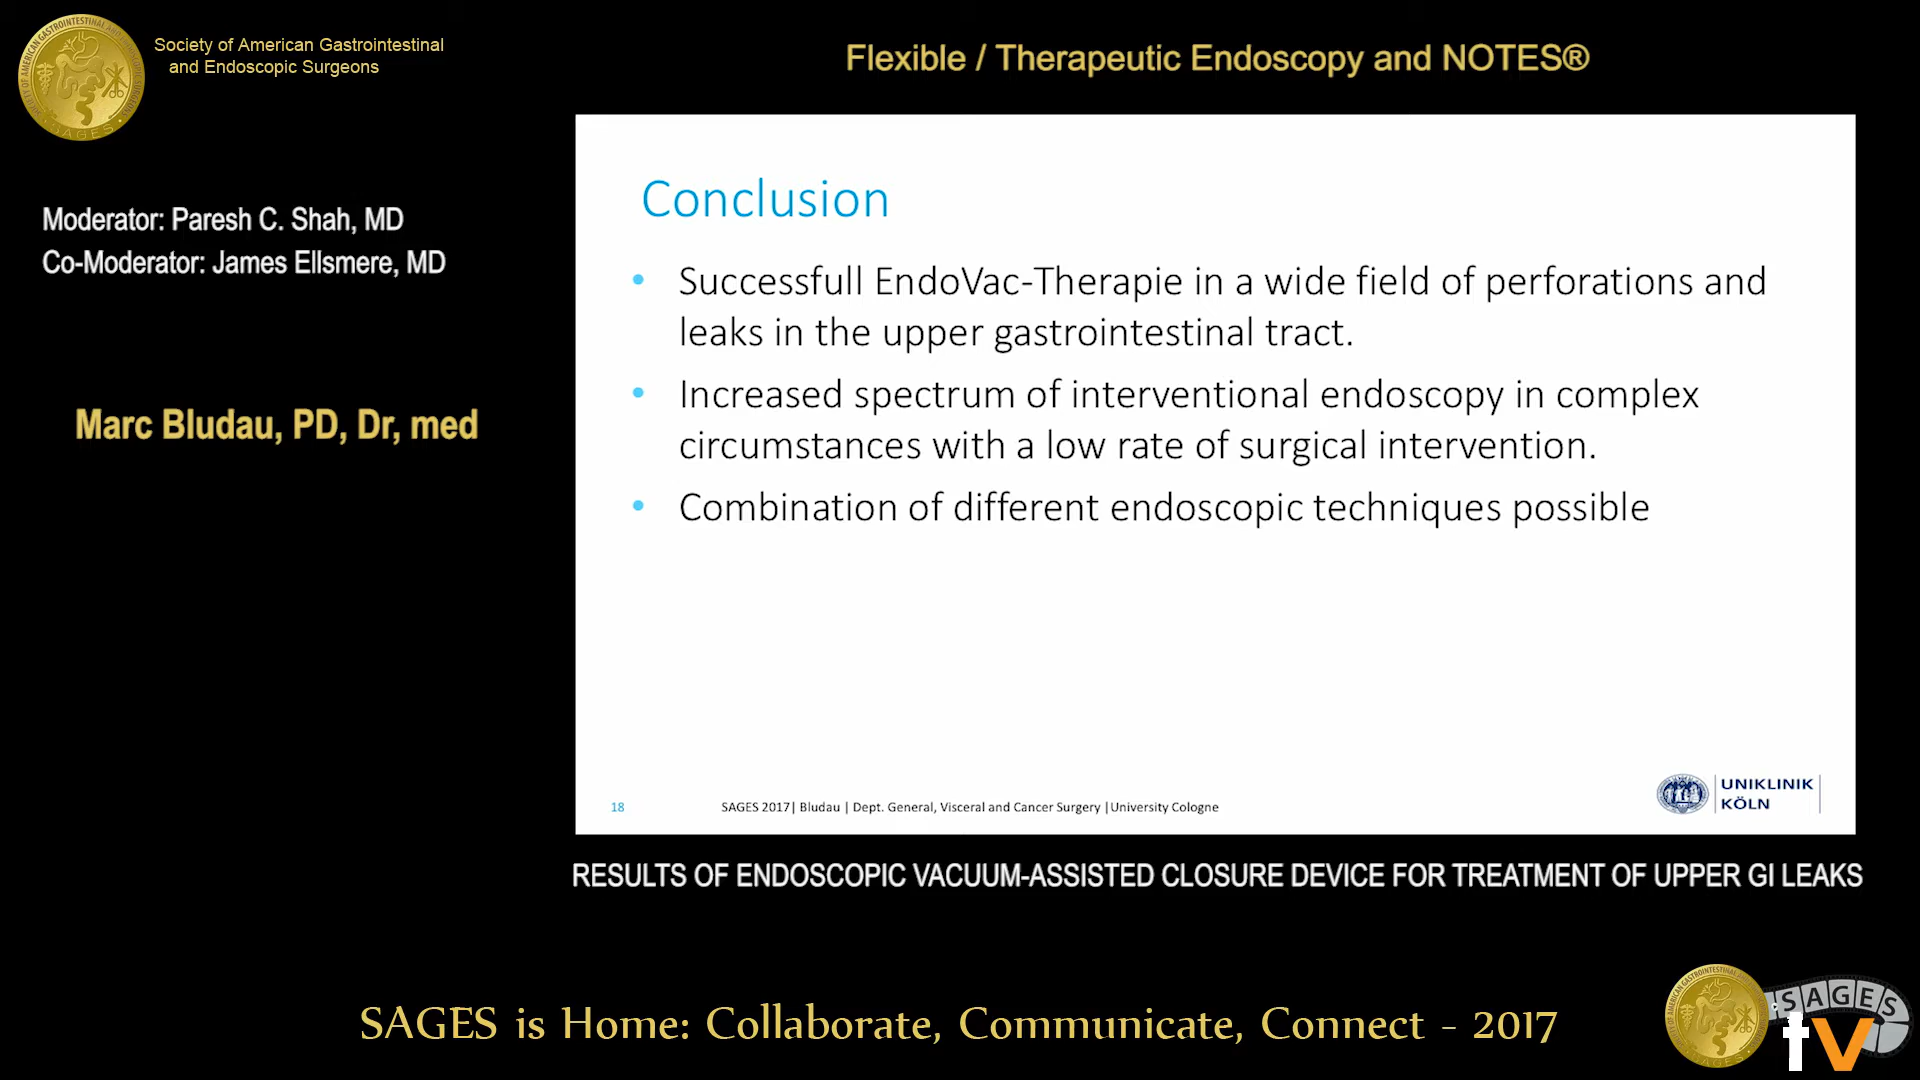 Society of American Gastrointestinal
and Endoscopic Surgeons
Flexible / Therapeutic Endoscopy and NOTES®
Moderator: Paresh C. Shah, MD
Co-Moderator: James Ellsmere, MD
Marc Bludau, PD, Dr, med
Conclusion
• Successfull EndoVac-Therapie in a wide field of perforations and
leaks in the upper gastrointestinal tract.
• Increased spectrum of interventional endoscopy in complex
circumstances with a low rate of surgical intervention.
• Combination of different endoscopic techniques possible
18
SAGES 2017| Bludau | Dept. General, Visceral and Cancer Surgery |University Cologne
UNIKLINIK
KÖLN
RESULTS OF ENDOSCOPIC VACUUM-ASSISTED CLOSURE DEVICE FOR TREATMENT OF UPPER GI LEAKS
SAGES is Home: Collaborate, Communicate, Connect - 2017
SAGES
tv